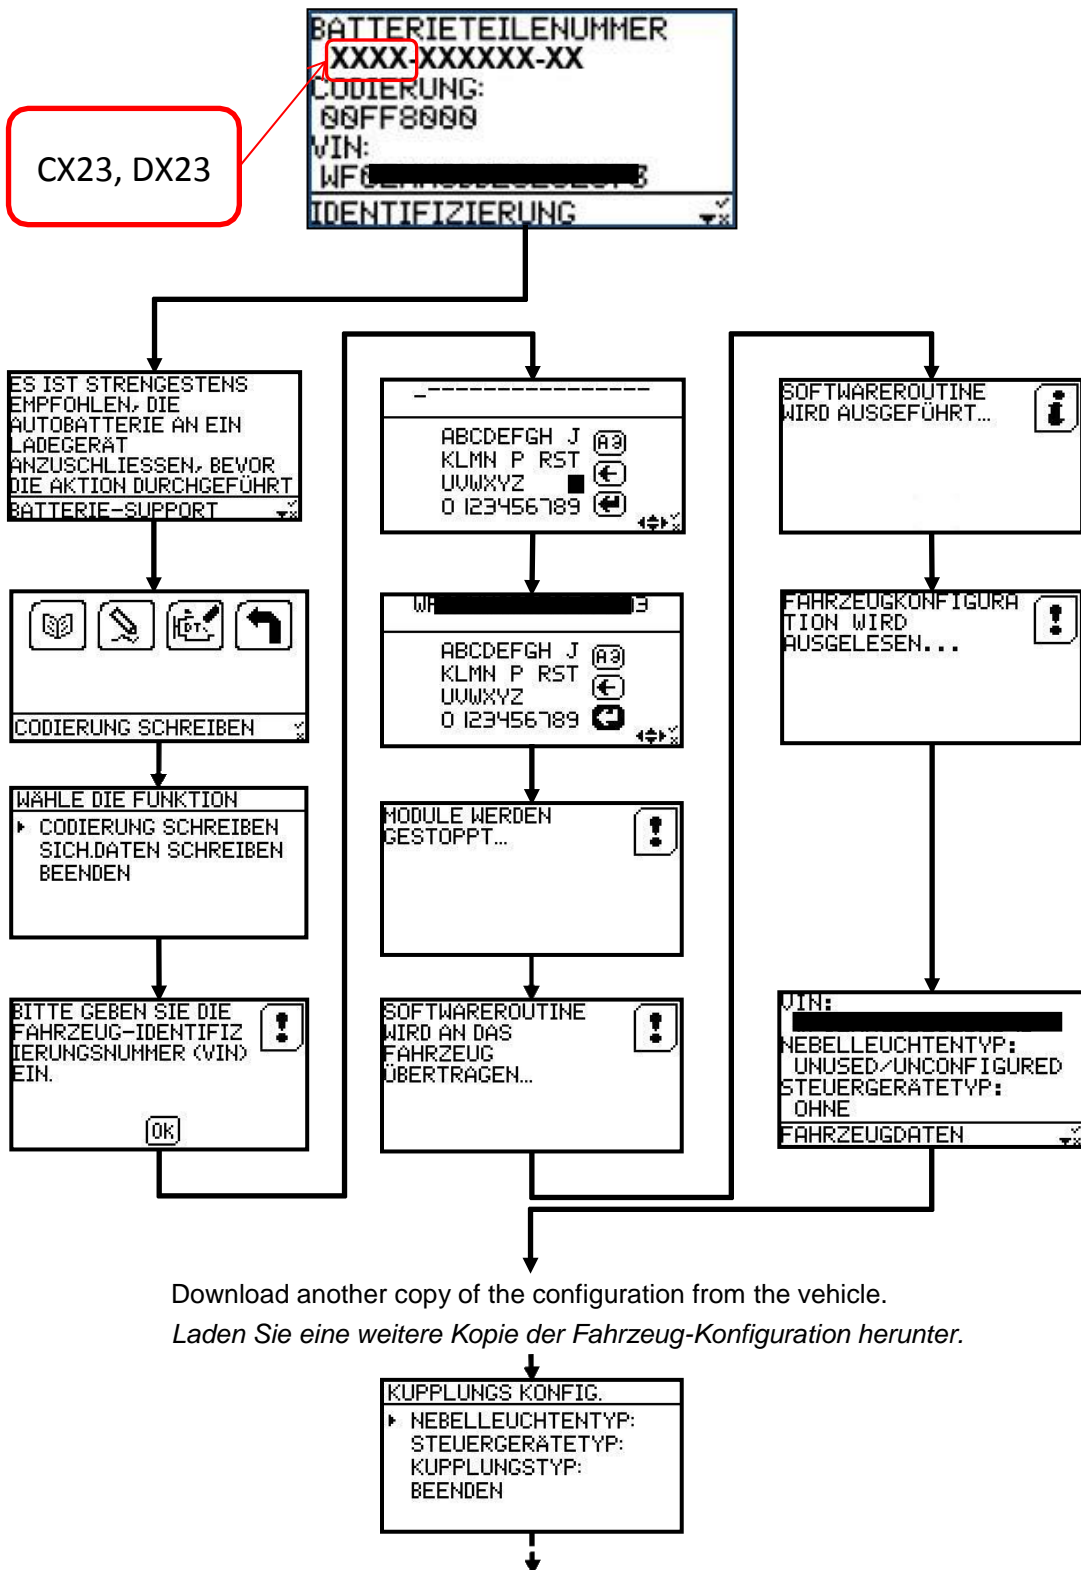 BATTERIETEILENUMMER
XXXX-XXXXXX-XX
CODIERUNG:
00FF8000
VIN:
IDENTIFIZIERUNG
CX23, DX23
ES IST STRENGESTENS
EMPFOHLEN, DIE
AUTOBATTERIE AN EIN
LADEGERÄT
ANZUSCHLIESSEN, BEVOR
DIE AKTION DURCHGEFÜHRT
BATTERIE-SUPPORT
CODIERUNG SCHREIBEN
WÄHLE DIE FUNKTION
CODIERUNG SCHREIBEN
SICH.DATEN SCHREIBEN
BEENDEN
BITTE GEBEN SIE DIE
FAHRZEUG-IDENTIFIZ
IERUNGSNUMMER (VIN)
EIN.
OK
ABCDEFGH J
KLMN P RST
UVWXYZ
0123456789
ABCDEFGH J
KLMN P RST
UVWXYZ
0123456789
MODULE WERDEN
GESTOPPT...
SOFTWAREROUTINE
WIRD AN DAS
FAHRZEUG
ÜBERTRAGEN...
SOFTWAREROUTINE
WIRD AUSGEFÜHRT...
FAHRZEUGKONFIGURA
TION WIRD
AUSGELESEN...
VIN:
NEBELLEUCHTENTYP:
UNUSED/UNCONFIGURED
STEUERGERÄTETYP:
OHNE
FAHRZEUGDATEN
Download another copy of the configuration from the vehicle.
Laden Sie eine weitere Kopie der Fahrzeug-Konfiguration herunter.
KUPPLUNGS KONFIG.
NEBELLEUCHTENTYP:
STEUERGERÄTETYP:
KUPPLUNGSTYP:
BEENDEN